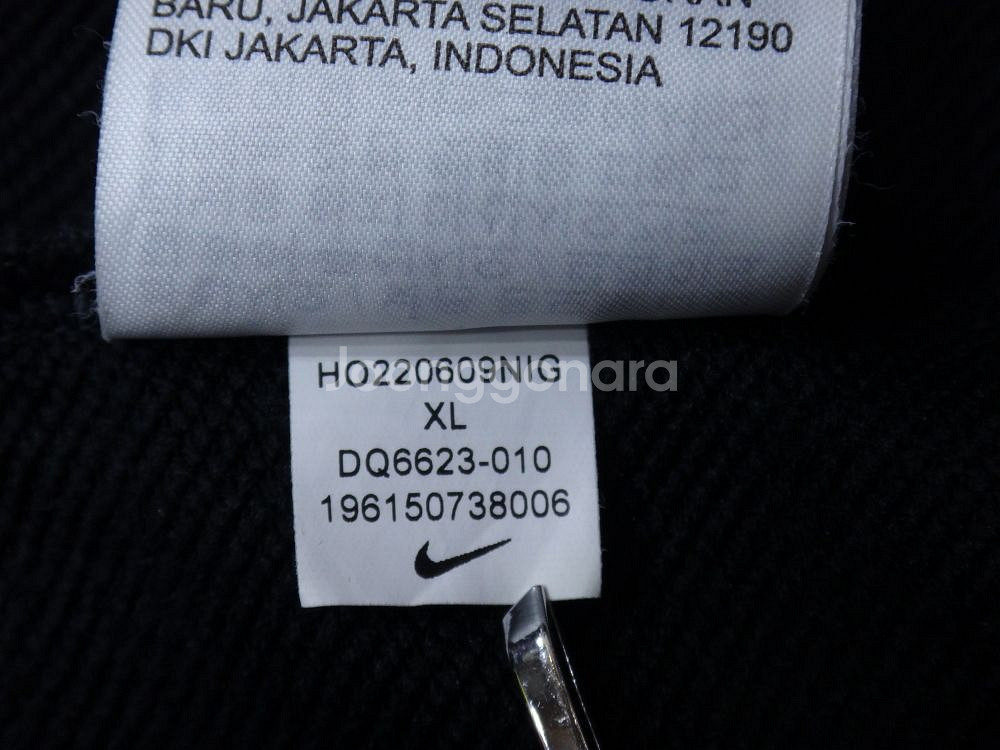 BARU, JAKARTA SELATAN 12190
DKI JAKARTA, INDONESIA
HO220609NIG
XL
DQ6623-010
196150738006